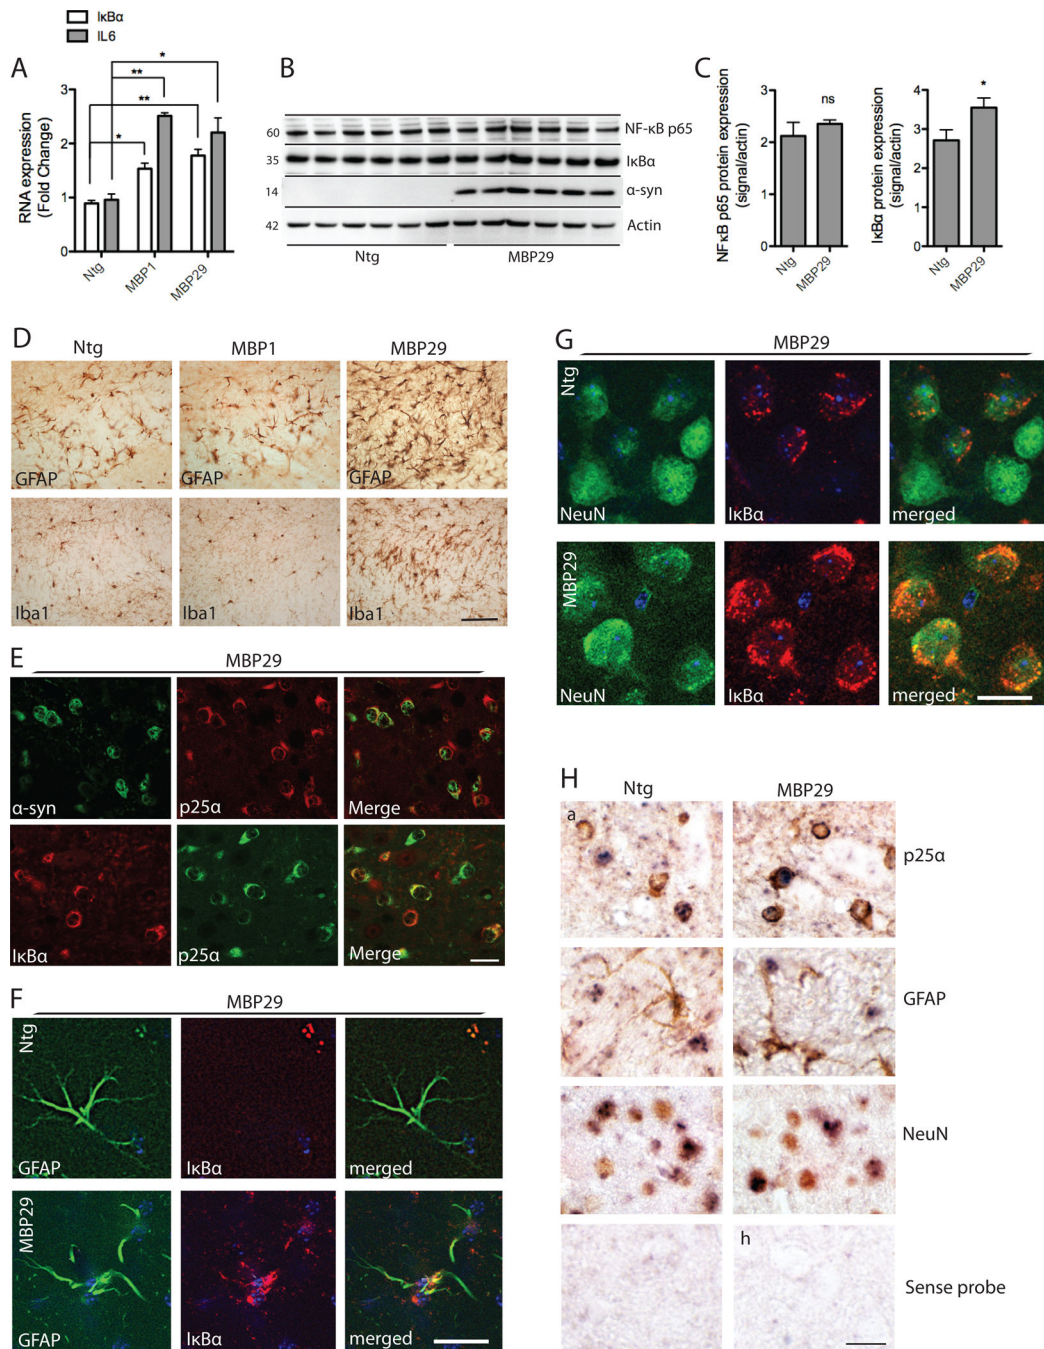 IκBα
IL6
A
RNA expression
(Fold Change)
3
2
1
0
*
**
**
*
Ntg
MBP1
MBP29
B
60
35
14
42
NF-κB p65
IκBα
α-syn
Actin
Ntg
MBP29
C
NFκB p65 protein expression
(signal/actin)
3
2
1
0
ns
Ntg
MBP29
IκBα protein expression
(signal/actin)
4
3
2
1
0
*
Ntg
MBP29
D
Ntg
MBP1
MBP29
GFAP
GFAP
GFAP
Iba1
Iba1
Iba1
E
MBP29
α-syn
p25α
Merge
IκBα
p25α
Merge
F
MBP29
Ntg
GFAP
IκBα
merged
MBP29
GFAP
IκBα
merged
G
MBP29
Ntg
NeuN
IκBα
merged
MBP29
NeuN
IκBα
merged
H
Ntg
MBP29
a
p25α
GFAP
NeuN
h
Sense probe